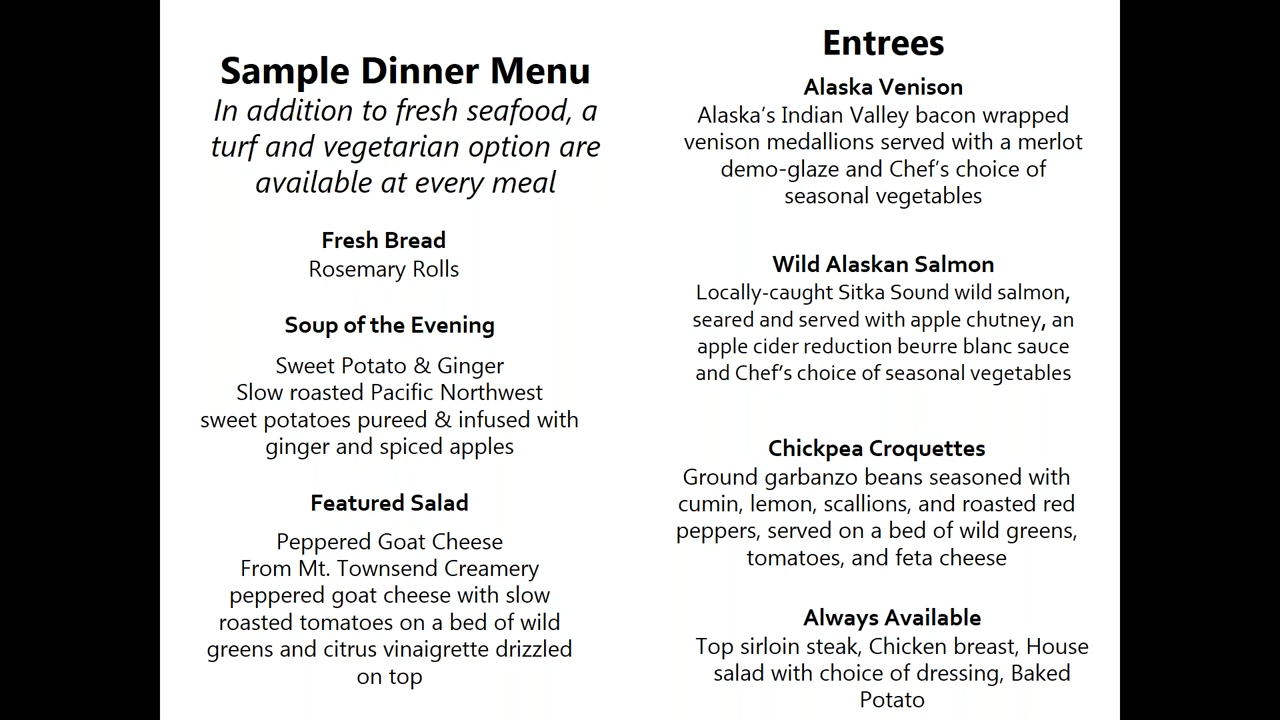 Sample Dinner Menu
In addition to fresh seafood, a
turf and vegetarian option are
available at every meal
Fresh Bread
Rosemary Rolls
Soup of the Evening
Sweet Potato & Ginger
Slow roasted Pacific Northwest
sweet potatoes pureed & infused with
ginger and spiced apples
Featured Salad
Peppered Goat Cheese
From Mt. Townsend Creamery
peppered goat cheese with slow
roasted tomatoes on a bed of wild
greens and citrus vinaigrette drizzled
on top
Entrees
Alaska Venison
Alaska’s Indian Valley bacon wrapped
venison medallions served with a merlot
demo-glaze and Chef’s choice of
seasonal vegetables
Wild Alaskan Salmon
Locally-caught Sitka Sound wild salmon,
seared and served with apple chutney, an
apple cider reduction beurre blanc sauce
and Chef’s choice of seasonal vegetables
Chickpea Croquettes
Ground garbanzo beans seasoned with
cumin, lemon, scallions, and roasted red
peppers, served on a bed of wild greens,
tomatoes, and feta cheese
Always Available
Top sirloin steak, Chicken breast, House
salad with choice of dressing, Baked
Potato